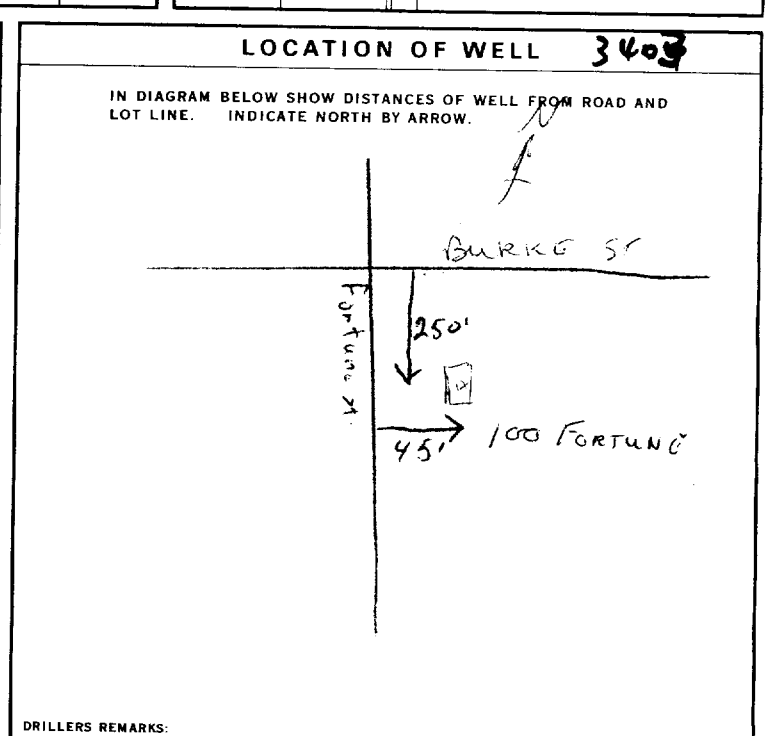 LOCATION OF WELL
IN DIAGRAM BELOW SHOW DISTANCES OF WELL FROM ROAD AND
LOT LINE. INDICATE NORTH BY ARROW.
N
BURKE ST
Fortune St.
250'
45'
100 FORTUNE
DRILLERS REMARKS: